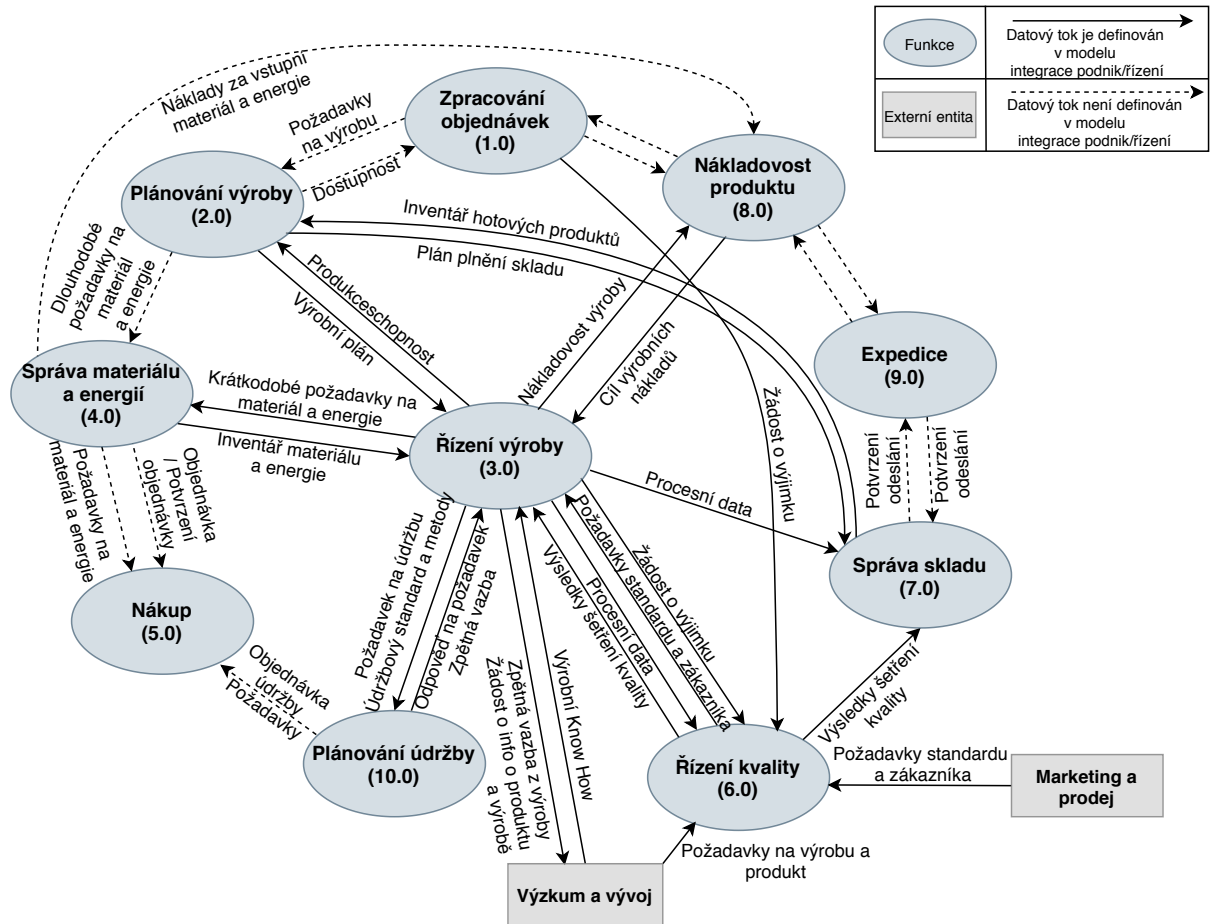 Funkce
Datový tok je definován
v modelu
integrace podnik/řízení
Externí entita
Datový tok není definován
v modelu
integrace podnik/řízení
Náklady za vstupní
materiál a energie
Zpracování
objednávek
(1.0)
Požadavky
na výrobu
Dostupnost
Nákladovost
produktu
(8.0)
Plánování výroby
(2.0)
Inventář hotových produktů
Plán plnění skladu
Dlouhodobé
požadavky na
materiál
a energie
Produkceschopnost
Výrobní plán
Nákladovost výroby
Cíl výrobních
nákladů
Žádost o výjimku
Expedice
(9.0)
Správa materiálu
a energií
(4.0)
Krátkodobé požadavky na
materiál a energie
Inventář materiálu
a energie
Řízení výroby
(3.0)
Procesní data
Potvrzení
odeslání
Potvrzení
odeslání
Požadavky na
materiál a energie
Objednávka
/ Potvrzení
objednávky
Správa skladu
(7.0)
Nákup
(5.0)
Požadavek na údržbu
Údržbový standard a metody
Odpověď na požadavek
Zpětná vazba
Výsledky šetření kvality
Procesní data
Požadavky standardu a zákazníka
Žádost o výjimku
Objednávka
údržby
Požadavky
Zpětná vazba z výroby
Žádost o info o produktu
a výrobě
Výrobní Know How
Výsledky šetření
kvality
Plánování údržby
(10.0)
Řízení kvality
(6.0)
Požadavky standardu
a zákazníka
Marketing a
prodej
Požadavky na výrobu a
produkt
Výzkum a vývoj